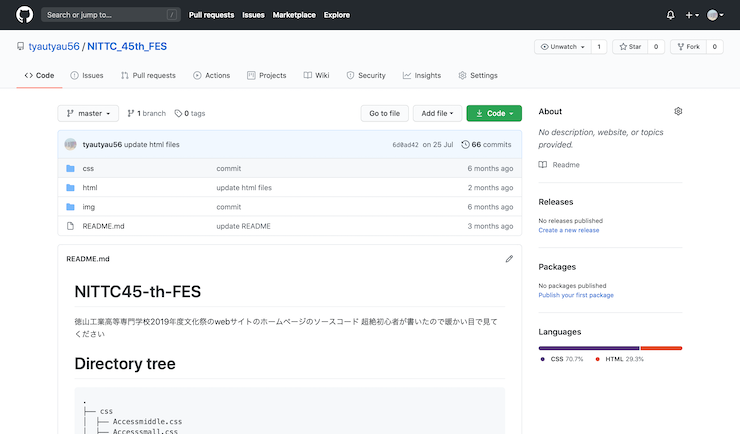 Search or jump to... /
Pull requests Issues Marketplace Explore
tyautyau56 / NITTC_45th_FES
Unwatch 1 Star 0 Fork 0
Code Issues Pull requests Actions Projects Wiki Security Insights Settings
master 1 branch 0 tags Go to file Add file Code
tyautyau56 update html files 6d0ad42 on 25 Jul 66 commits
css commit 6 months ago
html update html files 2 months ago
img commit 6 months ago
README.md update README 3 months ago
README.md
NITTC45-th-FES
徳山工業高等専門学校2019年度文化祭のwebサイトのホームページのソースコード 超絶初心者が書いたので暖かい目で見て
ください
Directory tree
.
├── css
│ ├── Accessmiddle.css
│ ├── Accesssmall.css
About
No description, website, or topics
provided.
Readme
Releases
No releases published
Create a new release
Packages
No packages published
Publish your first package
Languages
CSS 70.7% HTML 29.3%